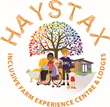 HAYSTAX
INCLUSIVE FARM EXPERIENCE CENTRE & LODGES